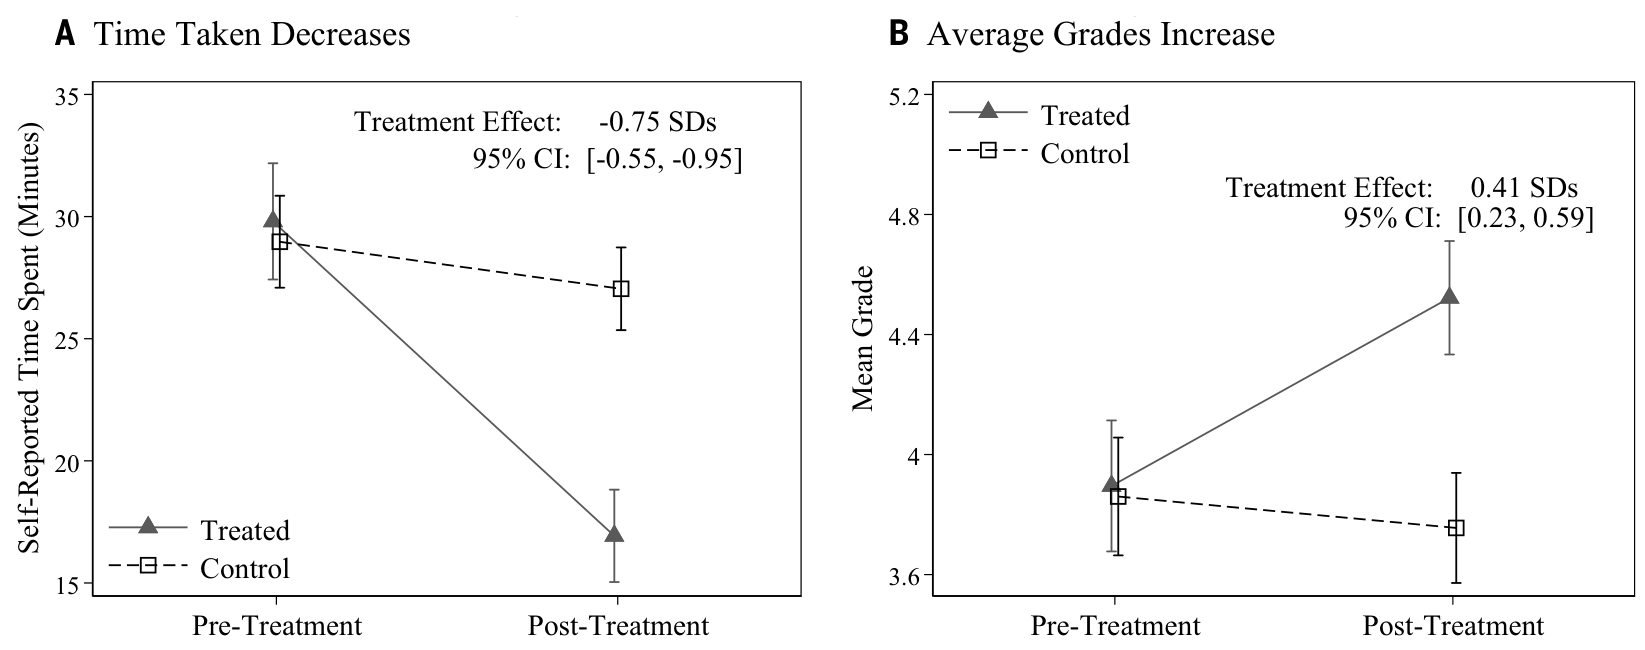 A Time Taken Decreases
Self-Reported Time Spent (Minutes)
35
30
25
20
15
Treatment Effect: -0.75 SDs
95% CI: [-0.55, -0.95]
Treated
Control
Pre-Treatment
Post-Treatment
B Average Grades Increase
Mean Grade
5.2
4.8
4.4
4
3.6
Treated
Control
Treatment Effect: 0.41 SDs
95% CI: [0.23, 0.59]
Pre-Treatment
Post-Treatment